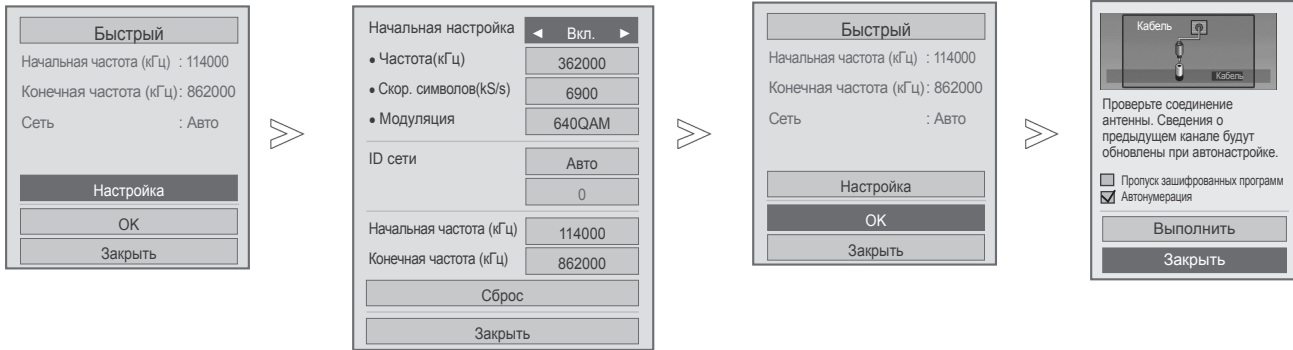 Быстрый
Начальная частота (кГц) : 114000
Конечная частота (кГц) : 862000
Сеть : Авто
Настройка
OK
Закрыть
Начальная настройка ◄ Вкл. ►
• Частота(кГц) 362000
• Скор. символов(kS/s) 6900
• Модуляция 640QAM
ID сети Авто
0
Начальная частота (кГц) 114000
Конечная частота (кГц) 862000
Сброс
Закрыть
Быстрый
Начальная частота (кГц) : 114000
Конечная частота (кГц) : 862000
Сеть : Авто
Настройка
OK
Закрыть
Кабель
Кабель
Проверьте соединение
антенны. Сведения о
предыдущем канале будут
обновлены при автонастройке.
Пропуск зашифрованных программ
Автонумерация
Выполнить
Закрыть